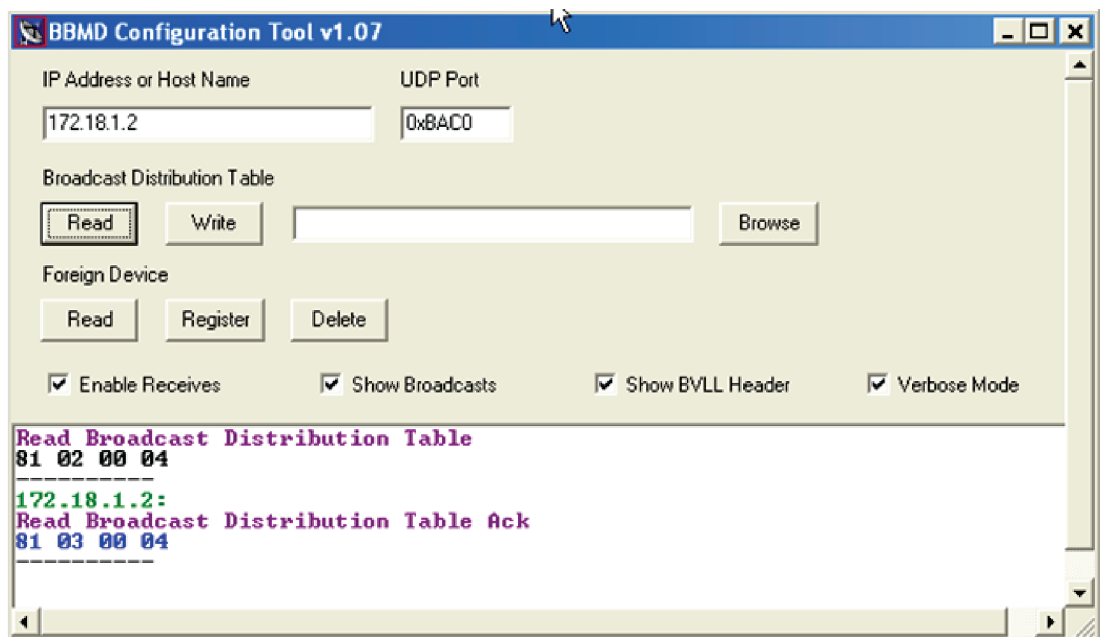 BBMD Configuration Tool v1.07
IP Address or Host Name UDP Port
172.18.1.2 0xBAC0
Broadcast Distribution Table
Read Write Browse
Foreign Device
Read Register Delete
Enable Receives Show Broadcasts Show BVLL Header Verbose Mode
Read Broadcast Distribution Table
81 02 00 04
----------
172.18.1.2:
Read Broadcast Distribution Table Ack
81 03 00 04
----------